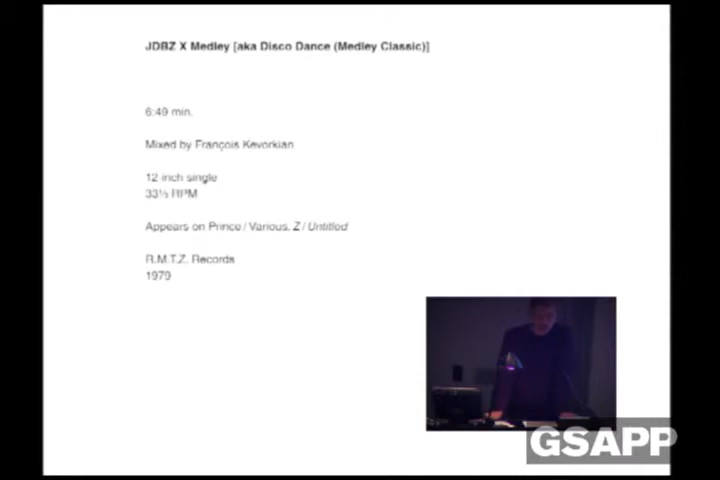 JDBZ X Medley [aka Disco Dance (Medley Classic)]
6:49 min.
Mixed by François Kevorkian
12-inch single
33⅓ RPM
Appears on Prince / Various, Z / Untitled
R.M.T.Z. Records
1979
GSAPP